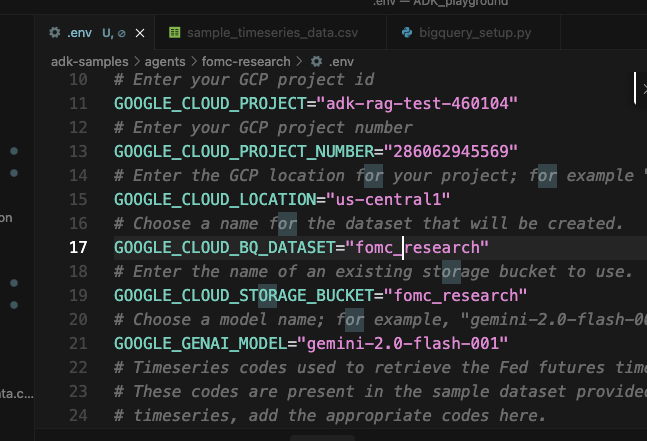 .env — ADK_playground
.env U, ⊘ × sample_timeseries_data.csv bigquery_setup.py
adk-samples > agents > fomc-research > .env
10 # Enter your GCP project id
11 GOOGLE_CLOUD_PROJECT="adk-rag-test-460104"
12 # Enter your GCP project number
13 GOOGLE_CLOUD_PROJECT_NUMBER="286062945569"
14 # Enter the GCP location for your project; for example "
15 GOOGLE_CLOUD_LOCATION="us-central1"
16 # Choose a name for the dataset that will be created.
on
17 GOOGLE_CLOUD_BQ_DATASET="fomc_research"
18 # Enter the name of an existing storage bucket to use.
19 GOOGLE_CLOUD_STORAGE_BUCKET="fomc_research"
20 # Choose a model name; for example, "gemini-2.0-flash-00
21 GOOGLE_GENAI_MODEL="gemini-2.0-flash-001"
22 # Timeseries codes used to retrieve the Fed futures time
23 # These codes are present in the sample dataset provided
ata.c...
24 # timeseries, add the appropriate codes here.